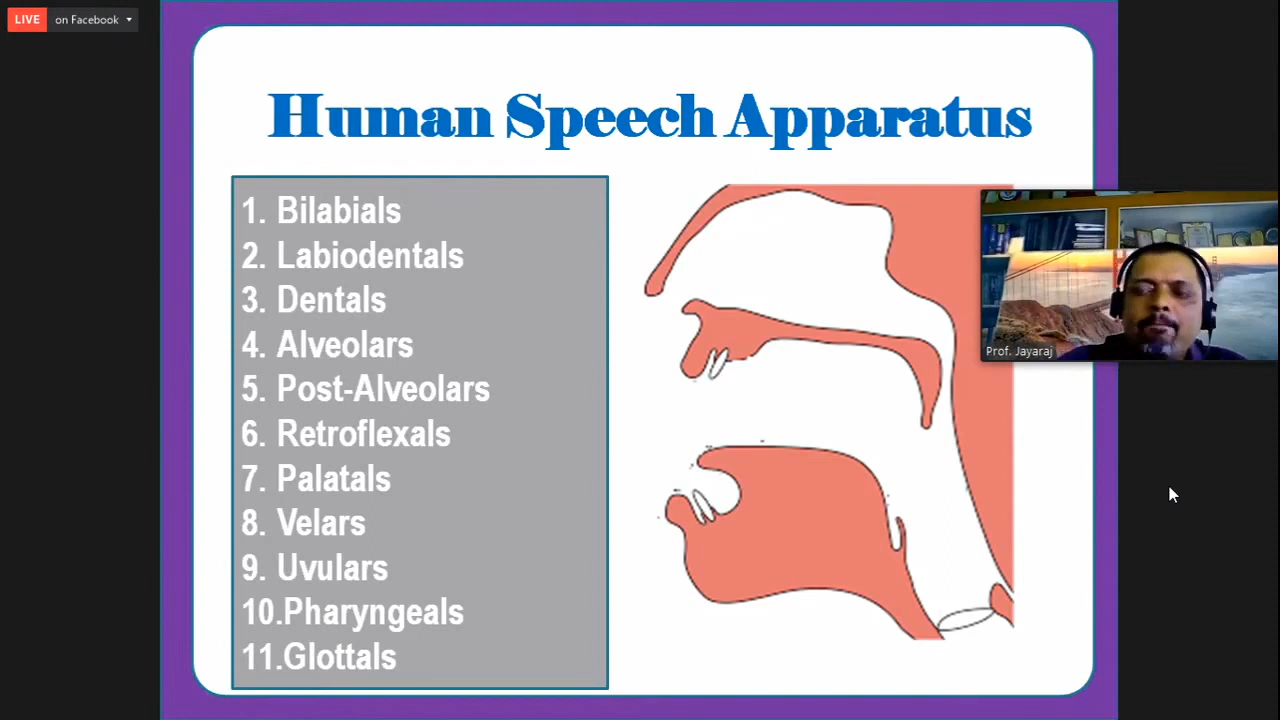 LIVE on Facebook
Human Speech Apparatus
1. Bilabials
2. Labiodentals
3. Dentals
4. Alveolars
5. Post-Alveolars
6. Retroflexals
7. Palatals
8. Velars
9. Uvulars
10.Pharyngeals
11.Glottals
Prof. Jayaraj